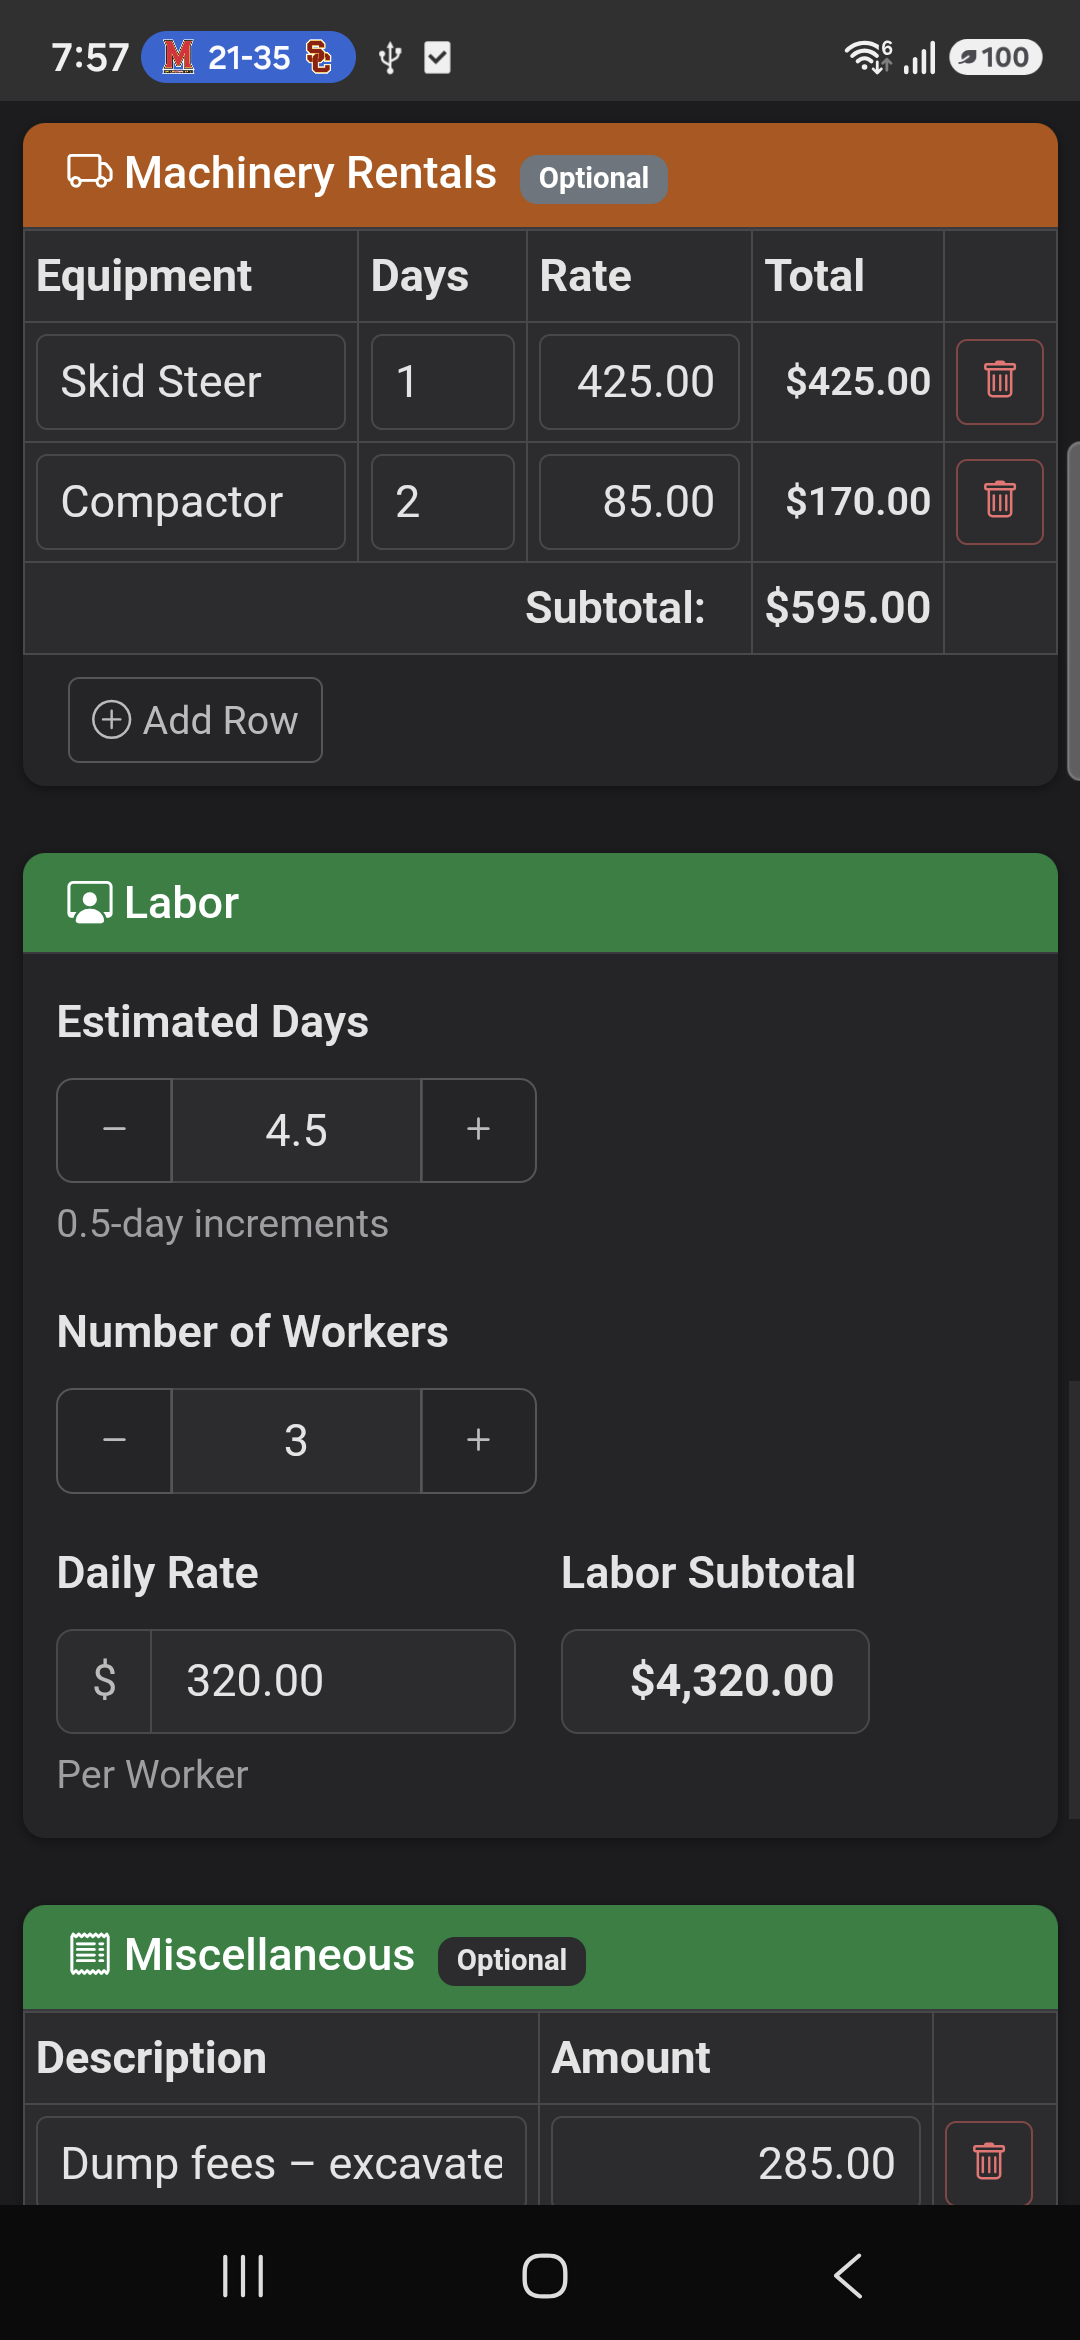 7:57 M 21-35 SC 6 100
Machinery Rentals Optional
Equipment Days Rate Total
Skid Steer 1 425.00 $425.00
Compactor 2 85.00 $170.00
Subtotal: $595.00
Add Row
Labor
Estimated Days
− 4.5 +
0.5-day increments
Number of Workers
− 3 +
Daily Rate Labor Subtotal
$ 320.00 $4,320.00
Per Worker
Miscellaneous Optional
Description Amount
Dump fees – excavate 285.00